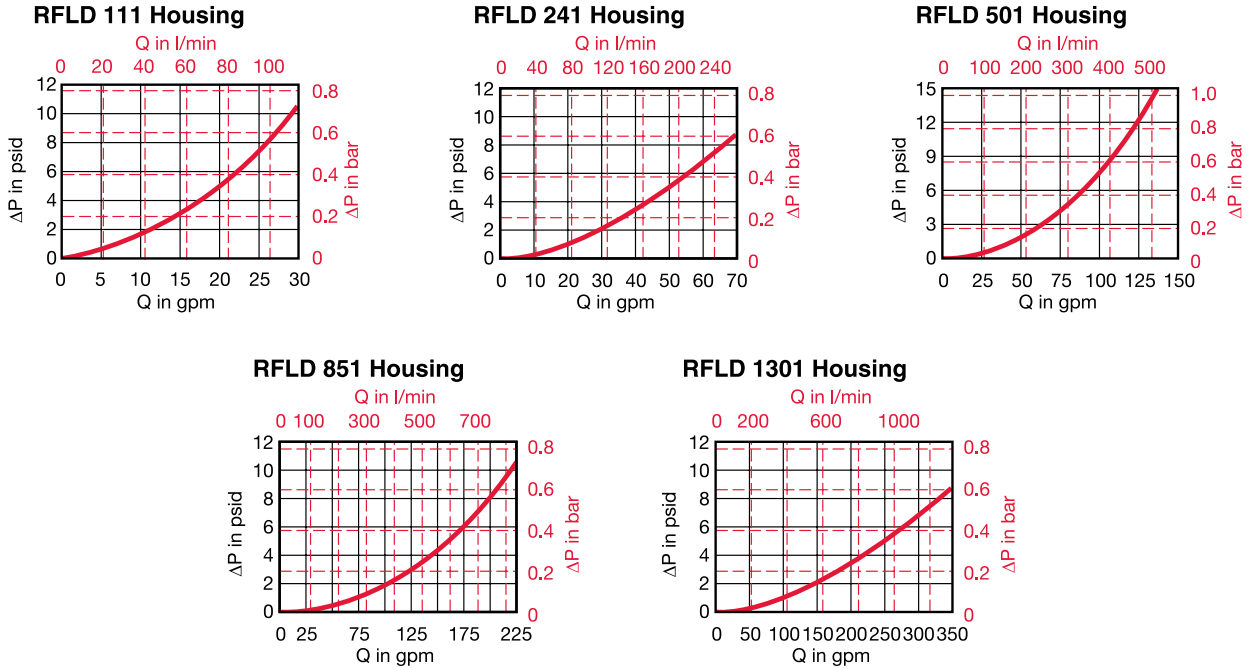 RFLD 111 Housing
Q in l/min
0 20 40 60 80 100
12
10
8
6
4
2
0
ΔP in psid
0.8
0.6
0.4
0.2
0
ΔP in bar
0 5 10 15 20 25 30
Q in gpm
RFLD 241 Housing
Q in l/min
0 40 80 120 160 200 240
12
10
8
6
4
2
0
ΔP in psid
0.8
0.6
0.4
0.2
0
ΔP in bar
0 10 20 30 40 50 60 70
Q in gpm
RFLD 501 Housing
Q in l/min
0 100 200 300 400 500
15
12
9
6
3
0
ΔP in psid
1.0
0.8
0.6
0.4
0.2
0
ΔP in bar
0 25 50 75 100 125 150
Q in gpm
RFLD 851 Housing
Q in l/min
0 100 300 500 700
12
10
8
6
4
2
0
ΔP in psid
0.8
0.6
0.4
0.2
0
ΔP in bar
0 25 75 125 175 225
Q in gpm
RFLD 1301 Housing
Q in l/min
0 200 600 1000
12
10
8
6
4
2
0
ΔP in psid
0.8
0.6
0.4
0.2
0
ΔP in bar
0 50 100 150 200 250 300 350
Q in gpm